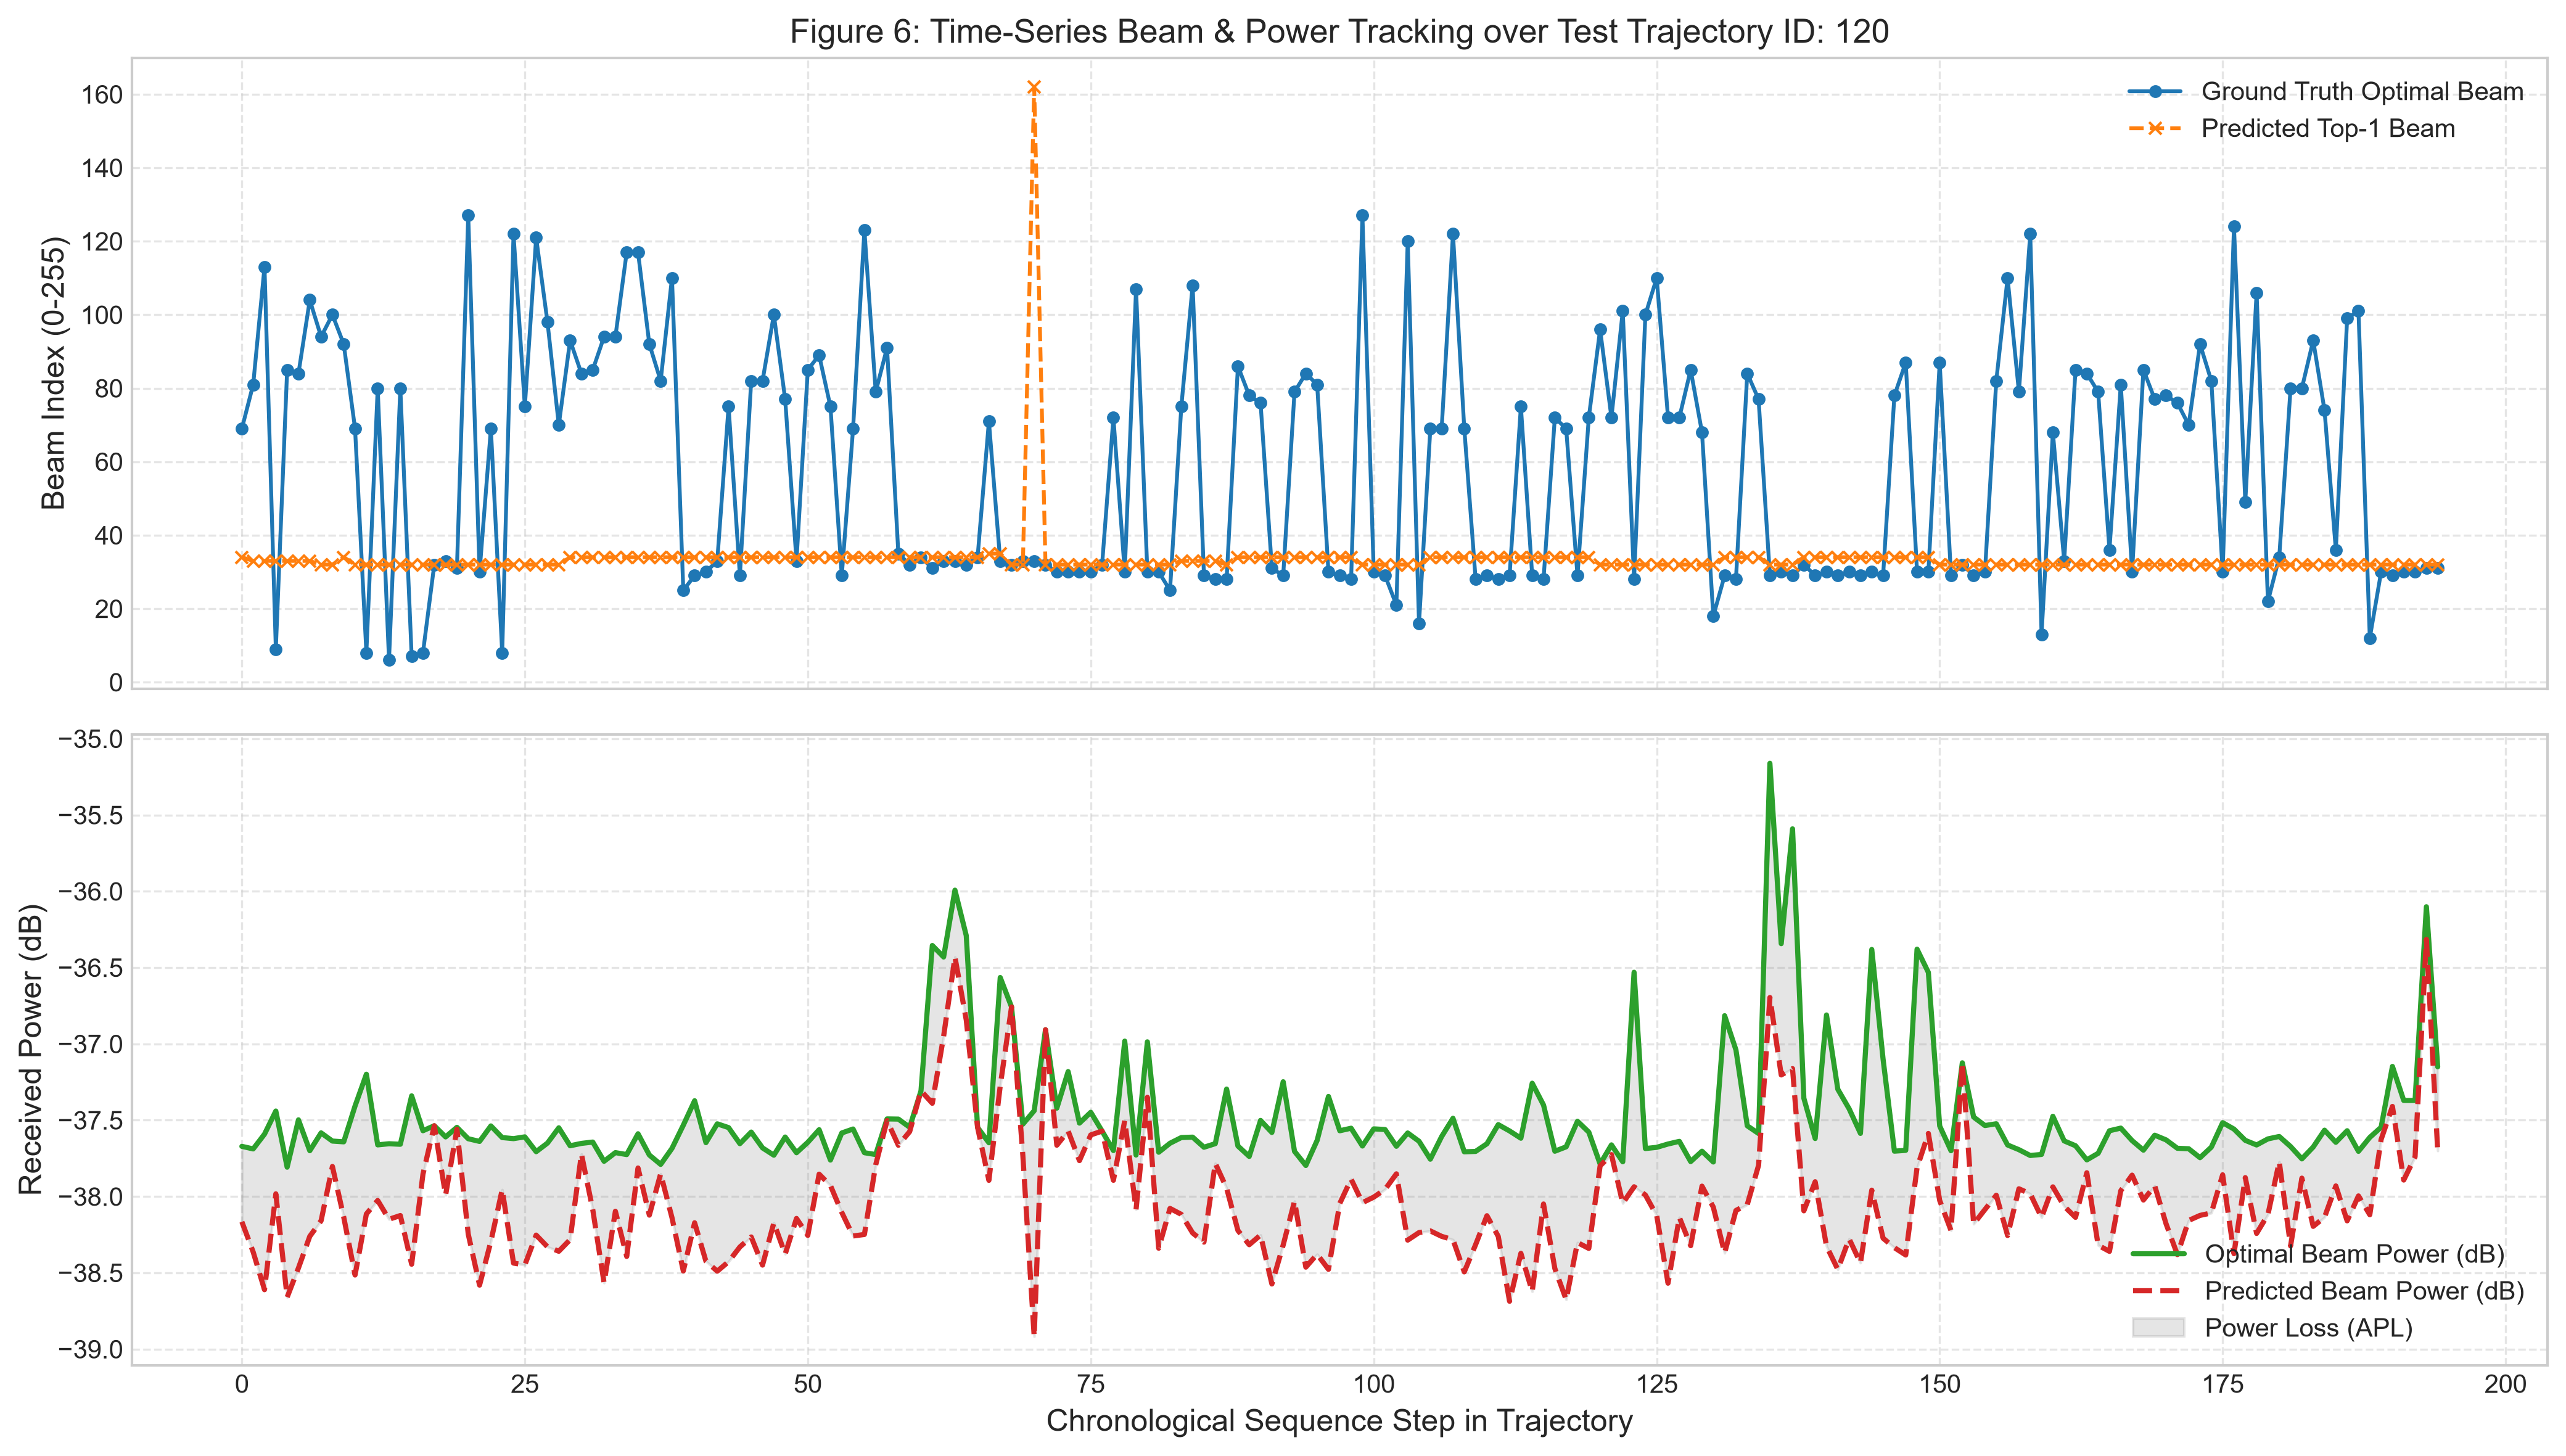 Figure 6: Time-Series Beam & Power Tracking over Test Trajectory ID: 120
Beam Index (0-255)
160
140
120
100
80
60
40
20
0
Ground Truth Optimal Beam
Predicted Top-1 Beam
Received Power (dB)
−35.0
−35.5
−36.0
−36.5
−37.0
−37.5
−38.0
−38.5
−39.0
Optimal Beam Power (dB)
Predicted Beam Power (dB)
Power Loss (APL)
0 25 50 75 100 125 150 175 200
Chronological Sequence Step in Trajectory